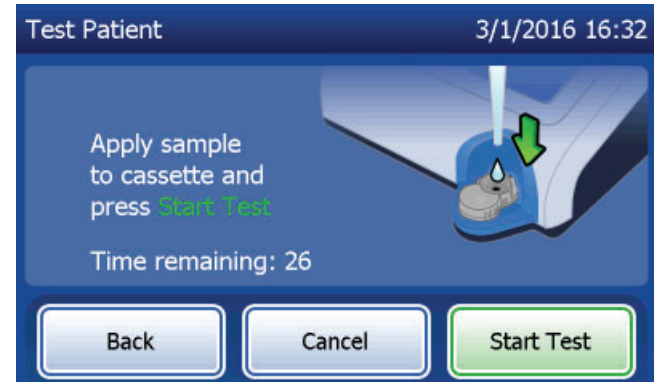 Test Patient 3/1/2016 16:32
Apply sample
to cassette and
press Start Test
Time remaining: 26
Back Cancel Start Test